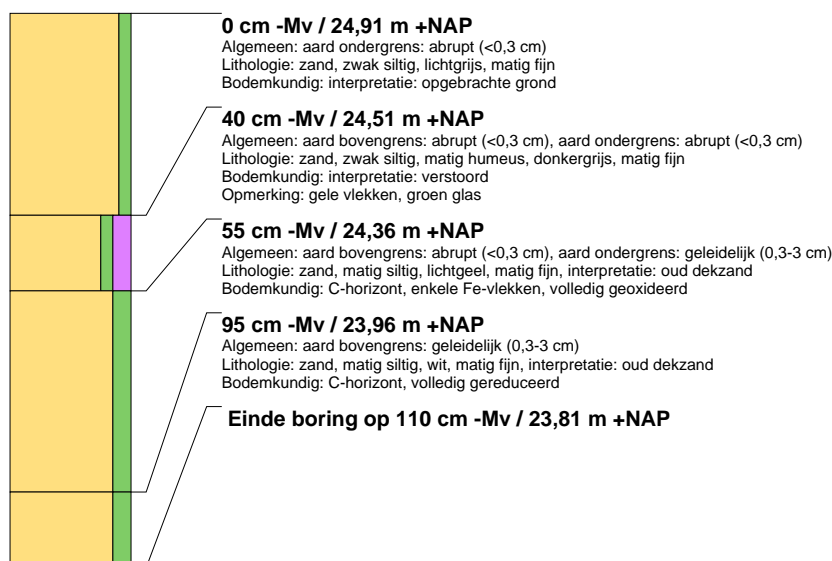 0 cm -Mv / 24,91 m +NAP
Algemeen: aard ondergrens: abrupt (<0,3 cm)
Lithologie: zand, zwak siltig, lichtgrijs, matig fijn
Bodemkundig: interpretatie: opgebrachte grond
40 cm -Mv / 24,51 m +NAP
Algemeen: aard bovengrens: abrupt (<0,3 cm), aard ondergrens: abrupt (<0,3 cm)
Lithologie: zand, zwak siltig, matig humeus, donkergrijs, matig fijn
Bodemkundig: interpretatie: verstoord
Opmerking: gele vlekken, groen glas
55 cm -Mv / 24,36 m +NAP
Algemeen: aard bovengrens: abrupt (<0,3 cm), aard ondergrens: geleidelijk (0,3-3 cm)
Lithologie: zand, matig siltig, lichtgeel, matig fijn, interpretatie: oud dekzand
Bodemkundig: C-horizont, enkele Fe-vlekken, volledig geoxideerd
95 cm -Mv / 23,96 m +NAP
Algemeen: aard bovengrens: geleidelijk (0,3-3 cm)
Lithologie: zand, matig siltig, wit, matig fijn, interpretatie: oud dekzand
Bodemkundig: C-horizont, volledig gereduceerd
Einde boring op 110 cm -Mv / 23,81 m +NAP